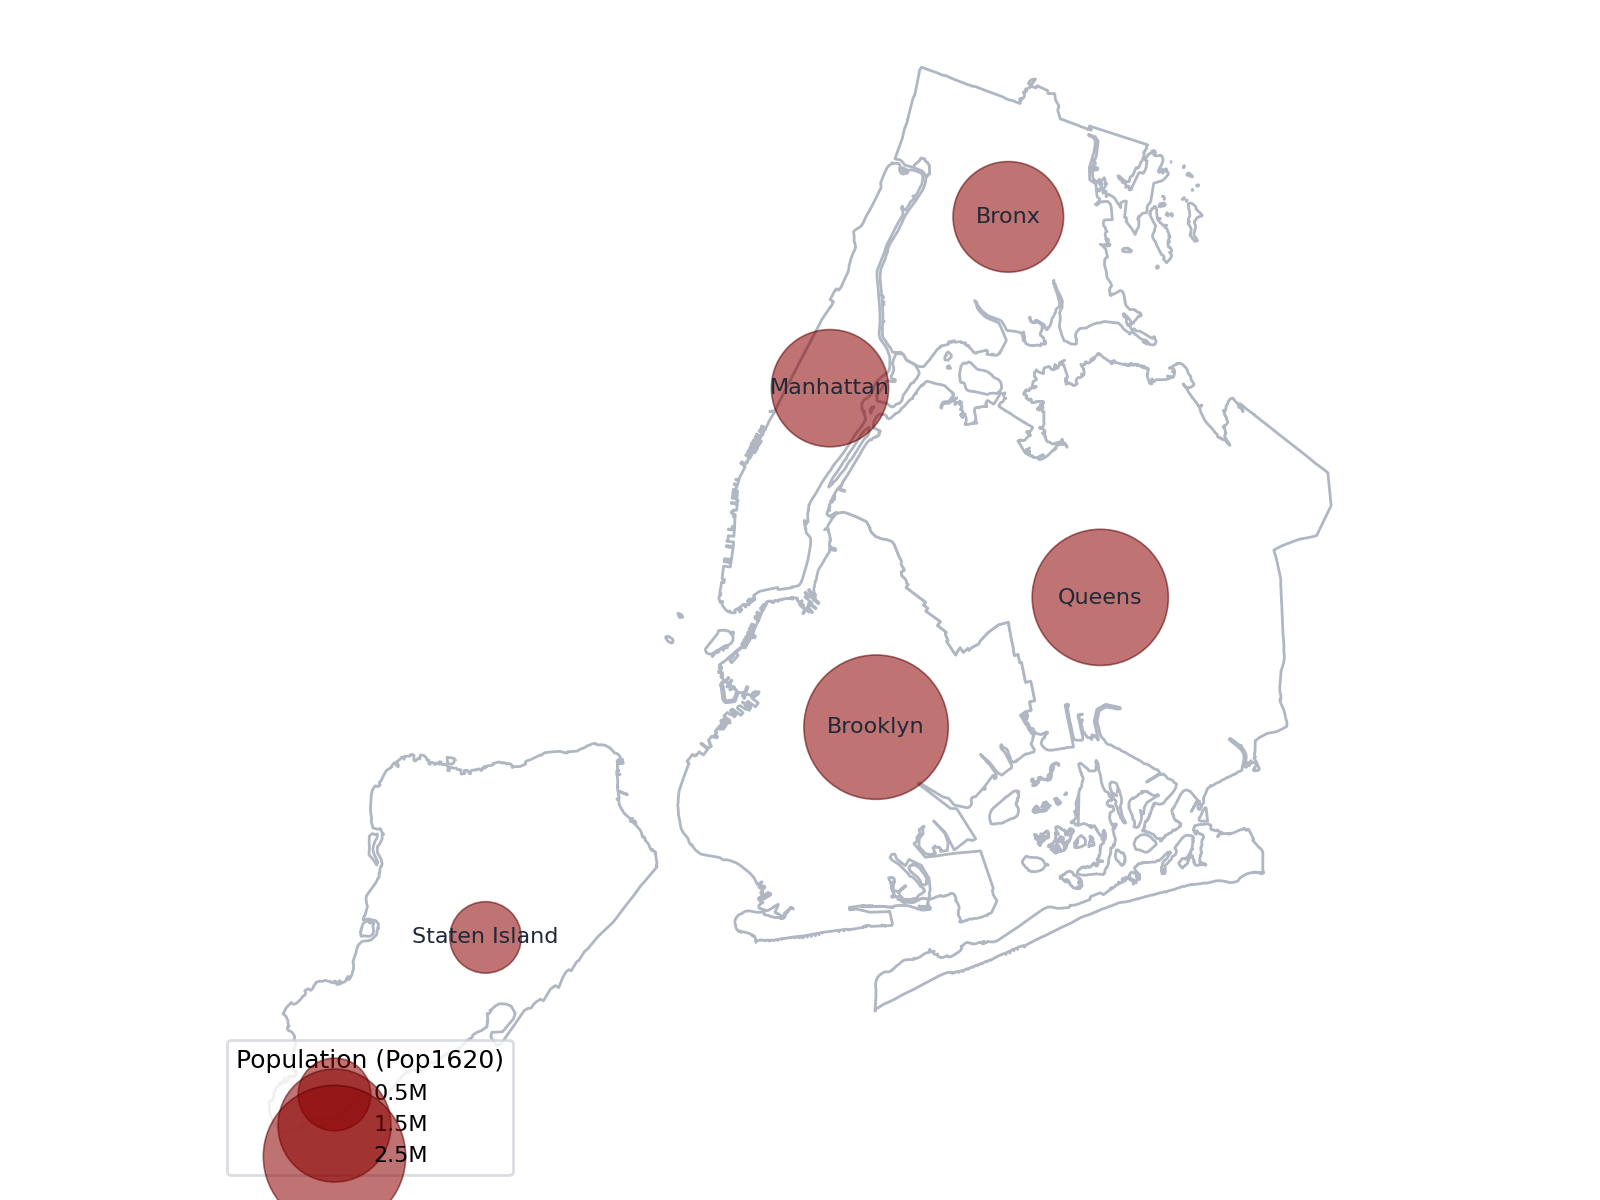 Bronx
Manhattan
Queens
Brooklyn
Staten Island
Population (Pop1620)
0.5M
1.5M
2.5M